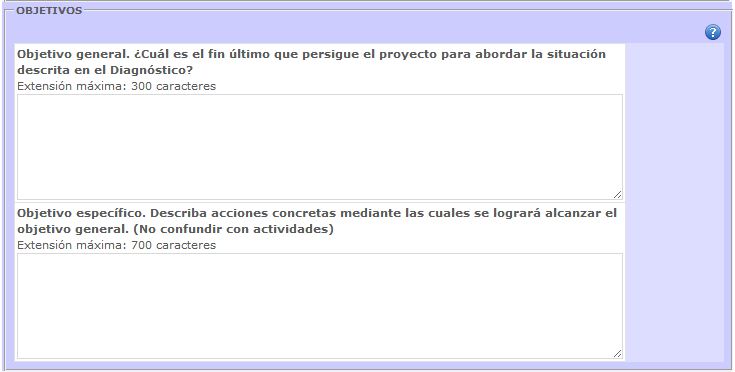 OBJETIVOS
?
Objetivo general. ¿Cuál es el fin último que persigue el proyecto para abordar la situación
descrita en el Diagnóstico?
Extensión máxima: 300 caracteres
Objetivo específico. Describa acciones concretas mediante las cuales se logrará alcanzar el
objetivo general. (No confundir con actividades)
Extensión máxima: 700 caracteres